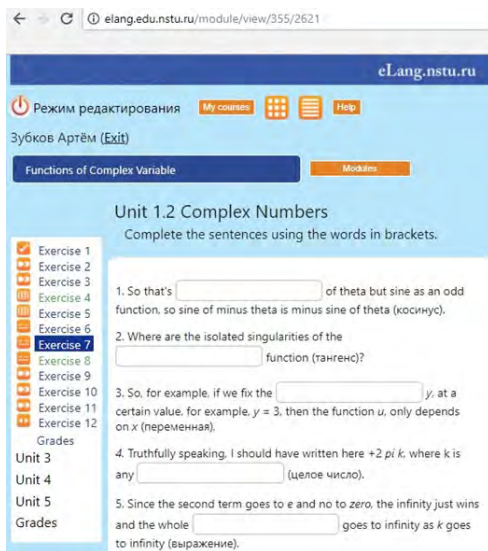 elang.edu.nstu.ru/module/view/355/2621
eLang.nstu.ru
Режим редактирования My courses Help
Зубков Артём (Exit)
Functions of Complex Variable Modules
Unit 1.2 Complex Numbers
Complete the sentences using the words in brackets.
Exercise 1
Exercise 2
Exercise 3
Exercise 4
Exercise 5
Exercise 6
Exercise 7
Exercise 8
Exercise 9
Exercise 10
Exercise 11
Exercise 12
Grades
Unit 3
Unit 4
Unit 5
Grades
1. So that's of theta but sine as an odd
function, so sine of minus theta is minus sine of theta (косинус).
2. Where are the isolated singularities of the
function (тангенс)?
3. So, for example, if we fix the y, at a
certain value, for example, y = 3, then the function u, only depends
on x (переменная).
4. Truthfully speaking, I should have written here +2 pi k, where k is
any (целое число).
5. Since the second term goes to e and no to zero, the infinity just wins
and the whole goes to infinity as k goes
to infinity (выражение).